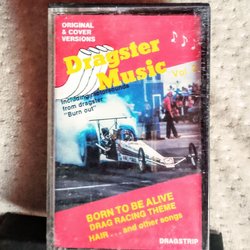 ORIGINAL
& COVER
VERSIONS
Dragster
Music
Vol
Including
from dragster
"Burn out"
BORN TO BE ALIVE
DRAG RACING THEME
HAIR . . . and other songs
DRAGSTRIP